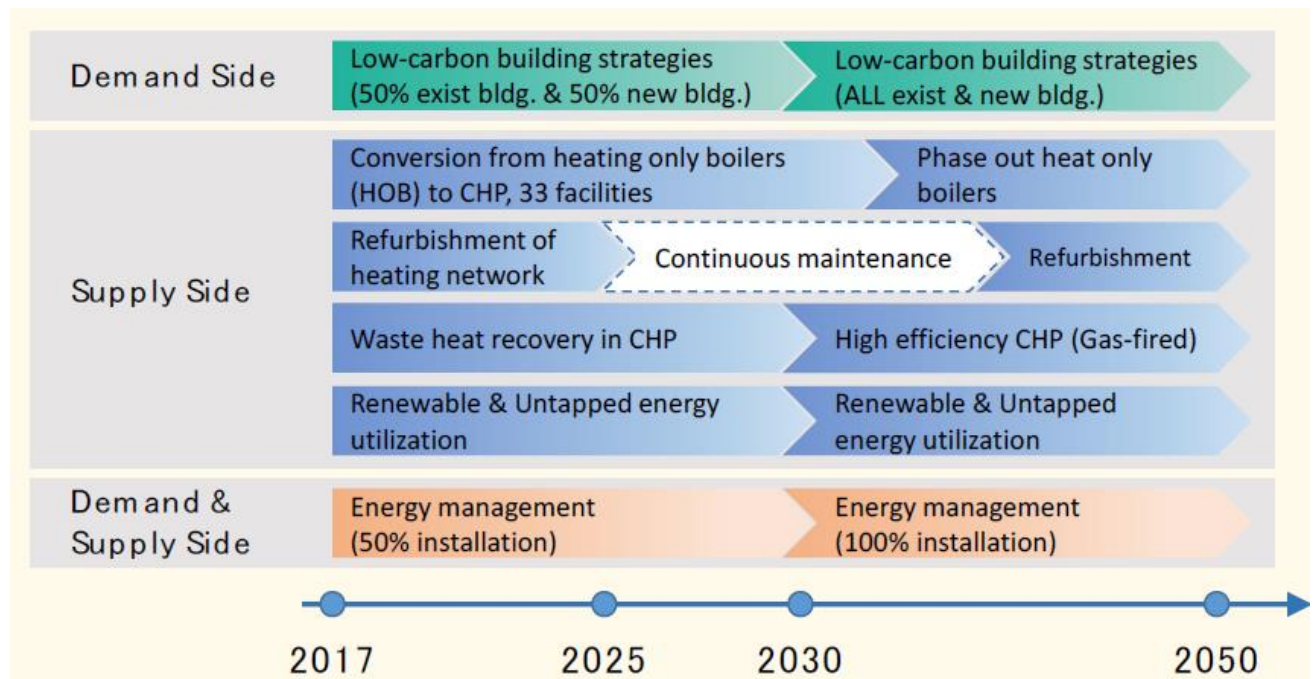 Demand Side
Low-carbon building strategies
(50% exist bldg. & 50% new bldg.)
Low-carbon building strategies
(ALL exist & new bldg.)
Supply Side
Conversion from heating only boilers
(HOB) to CHP, 33 facilities
Phase out heat only
boilers
Refurbishment of
heating network
Continuous maintenance
Refurbishment
Waste heat recovery in CHP
High efficiency CHP (Gas-fired)
Renewable & Untapped energy
utilization
Renewable & Untapped
energy utilization
Demand &
Supply Side
Energy management
(50% installation)
Energy management
(100% installation)
2017
2025
2030
2050